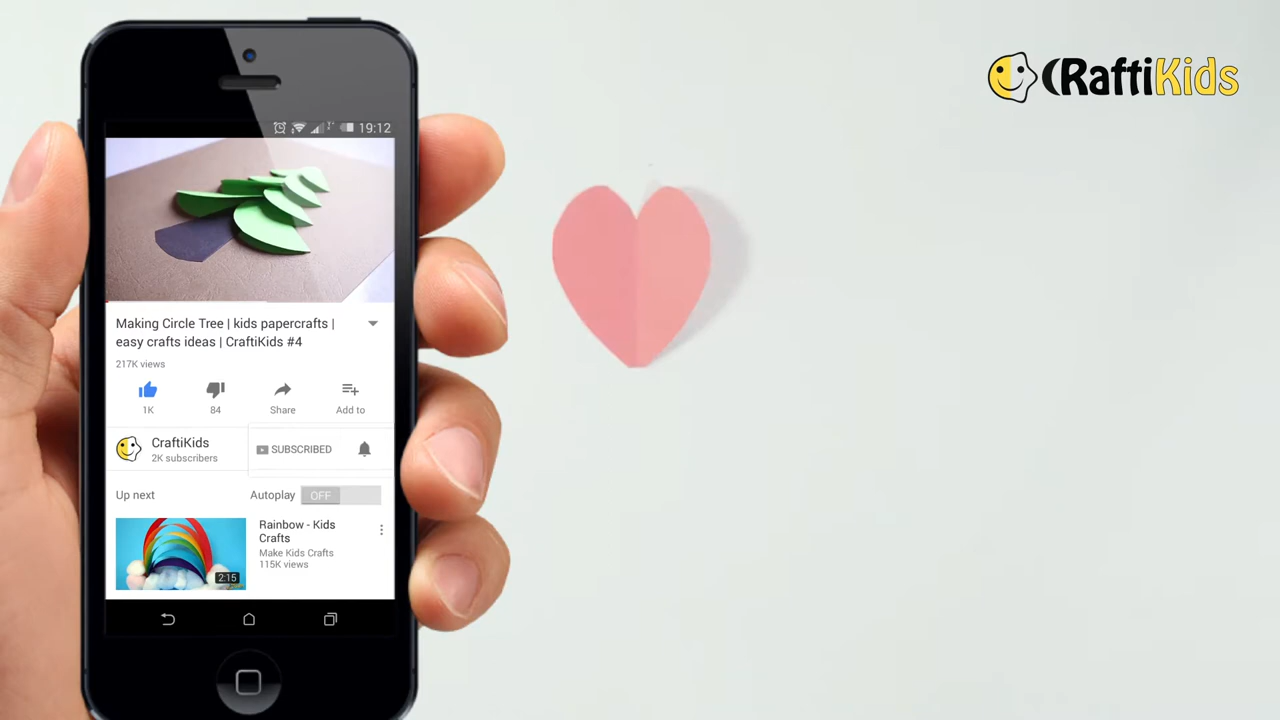 CRaftiKids
19:12
Making Circle Tree | kids papercrafts |
easy crafts ideas | CraftiKids #4
217K views
1K
84
Share
Add to
CraftiKids
2K subscribers
SUBSCRIBED
Up next
Autoplay
OFF
2:15
Rainbow - Kids
Crafts
Make Kids Crafts
115K views